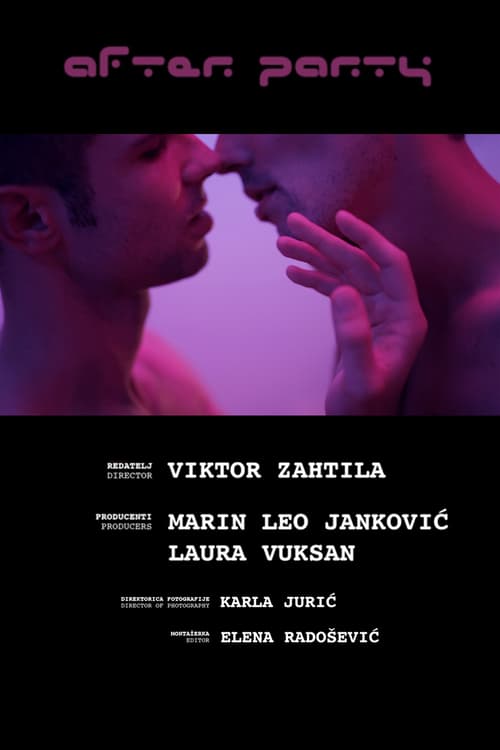 after party
REDATELJ
DIRECTOR
VIKTOR ZAHTILA
PRODUCENTI
PRODUCERS
MARIN LEO JANKOVIĆ
LAURA VUKSAN
DIREKTORICA FOTOGRAFIJE
DIRECTOR OF PHOTOGRAPHY
KARLA JURIĆ
MONTAŽERKA
EDITOR
ELENA RADOŠEVIĆ